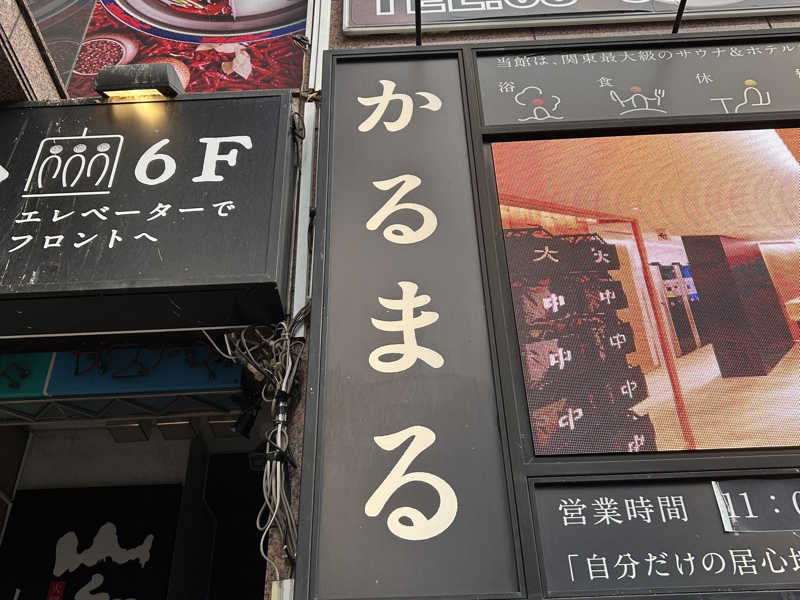 6F
エレベーターで
フロントへ
かるまる
当館は、関東最大級のサウナ&ホテル
浴 食 休
大 火
中 中
中 中
中 中
中
営業時間 11:0
「自分だけの居心地